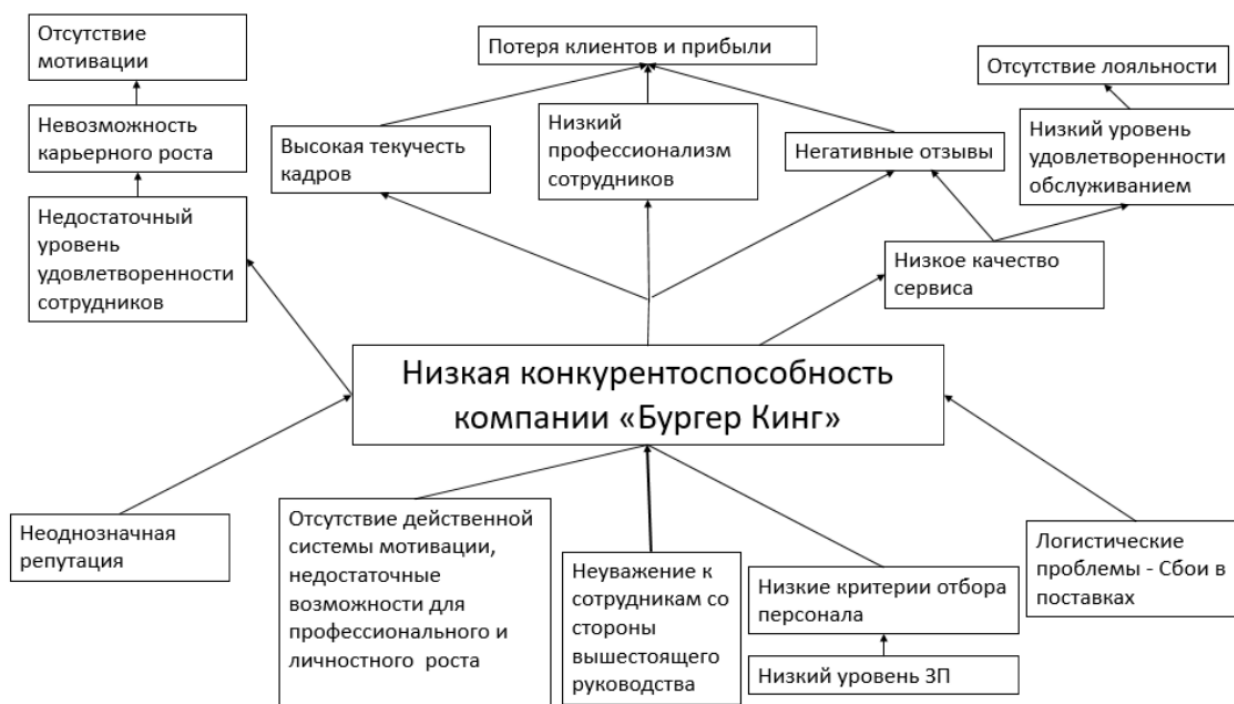 Отсутствие
мотивации
Потеря клиентов и прибыли
Отсутствие лояльности
Невозможность
карьерного роста
Высокая текучесть
кадров
Низкий
профессионализм
сотрудников
Негативные отзывы
Низкий уровень
удовлетворенности
обслуживанием
Недостаточный
уровень
удовлетворенности
сотрудников
Низкое качество
сервиса
Низкая конкурентоспособность
компании «Бургер Кинг»
Неоднозначная
репутация
Отсутствие действенной
системы мотивации,
недостаточные
возможности для
профессионального и
личностного роста
Неуважение к
сотрудникам со
стороны
вышестоящего
руководства
Низкие критерии отбора
персонала
Низкий уровень ЗП
Логистические
проблемы - Сбои в
поставках